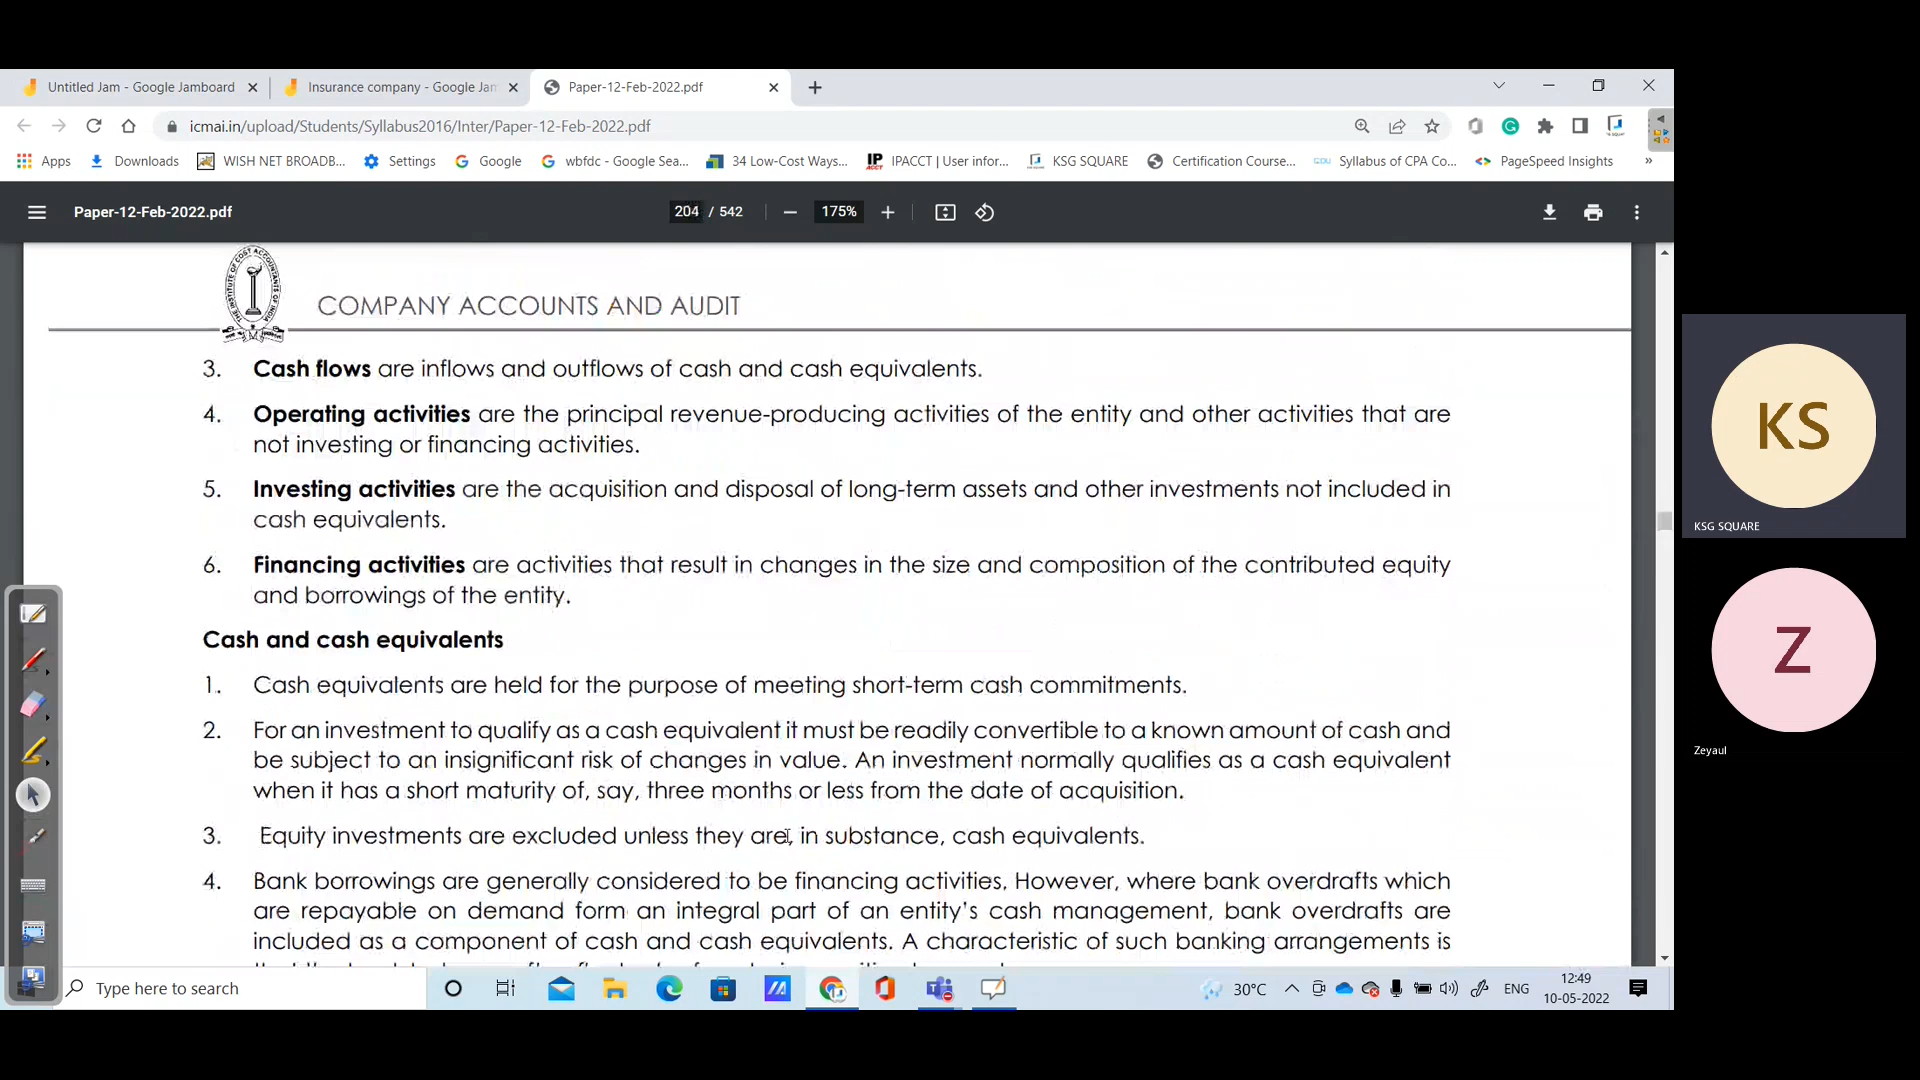 Untitled Jam - Google Jamboard
Insurance company - Google Jam
Paper-12-Feb-2022.pdf
icmai.in/upload/Students/Syllabus2016/Inter/Paper-12-Feb-2022.pdf
Apps
Downloads
WISH NET BROADB...
Settings
Google
wbfdc - Google Sea...
34 Low-Cost Ways...
IPACCT | User infor...
KSG SQUARE
Certification Course...
Syllabus of CPA Co...
PageSpeed Insights
»
Paper-12-Feb-2022.pdf
204 / 542
175%
COMPANY ACCOUNTS AND AUDIT
3. Cash flows are inflows and outflows of cash and cash equivalents.
4. Operating activities are the principal revenue-producing activities of the entity and other activities that are
not investing or financing activities.
5. Investing activities are the acquisition and disposal of long-term assets and other investments not included in
cash equivalents.
6. Financing activities are activities that result in changes in the size and composition of the contributed equity
and borrowings of the entity.
Cash and cash equivalents
1. Cash equivalents are held for the purpose of meeting short-term cash commitments.
2. For an investment to qualify as a cash equivalent it must be readily convertible to a known amount of cash and
be subject to an insignificant risk of changes in value. An investment normally qualifies as a cash equivalent
when it has a short maturity of, say, three months or less from the date of acquisition.
3. Equity investments are excluded unless they are, in substance, cash equivalents.
4. Bank borrowings are generally considered to be financing activities. However, where bank overdrafts which
are repayable on demand form an integral part of an entity's cash management, bank overdrafts are
included as a component of cash and cash equivalents. A characteristic of such banking arrangements is
Type here to search
30°C
ENG
12:49
10-05-2022
KS
KSG SQUARE
Z
Zeyaul